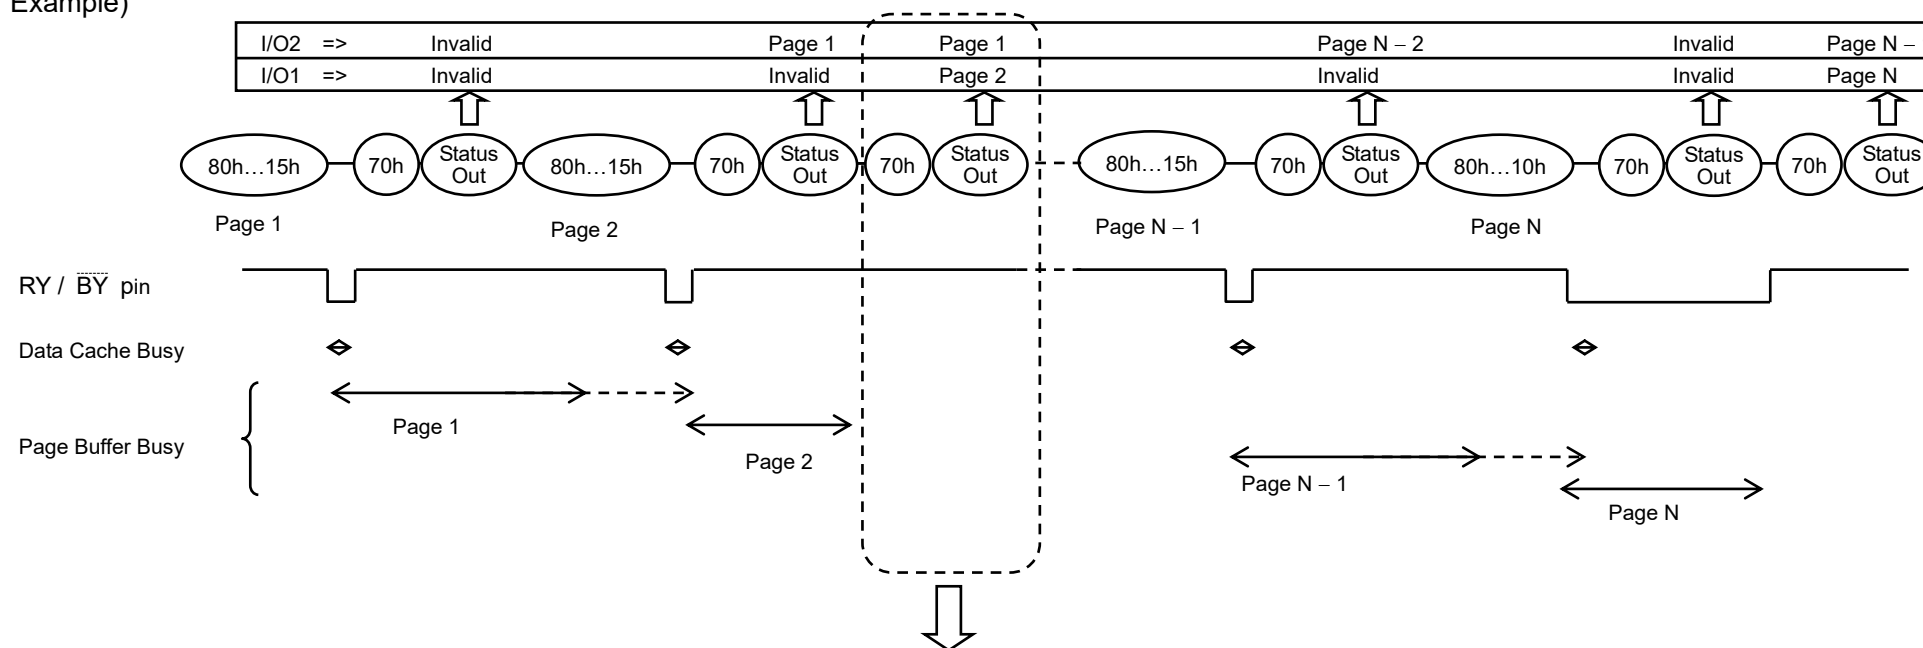 Example)
I/O2 => Invalid Page 1 Page 1 Page N − 2 Invalid Page N −
I/O1 => Invalid Invalid Page 2 Invalid Invalid Page N
80h…15h 70h Status Out 80h…15h 70h Status Out 70h Status Out 80h…15h 70h Status Out 80h…10h 70h Status Out 70h Status Out
Page 1 Page 2 Page N − 1 Page N
RY / BY pin
Data Cache Busy
Page 1
Page 2
Page Buffer Busy
Page N − 1
Page N